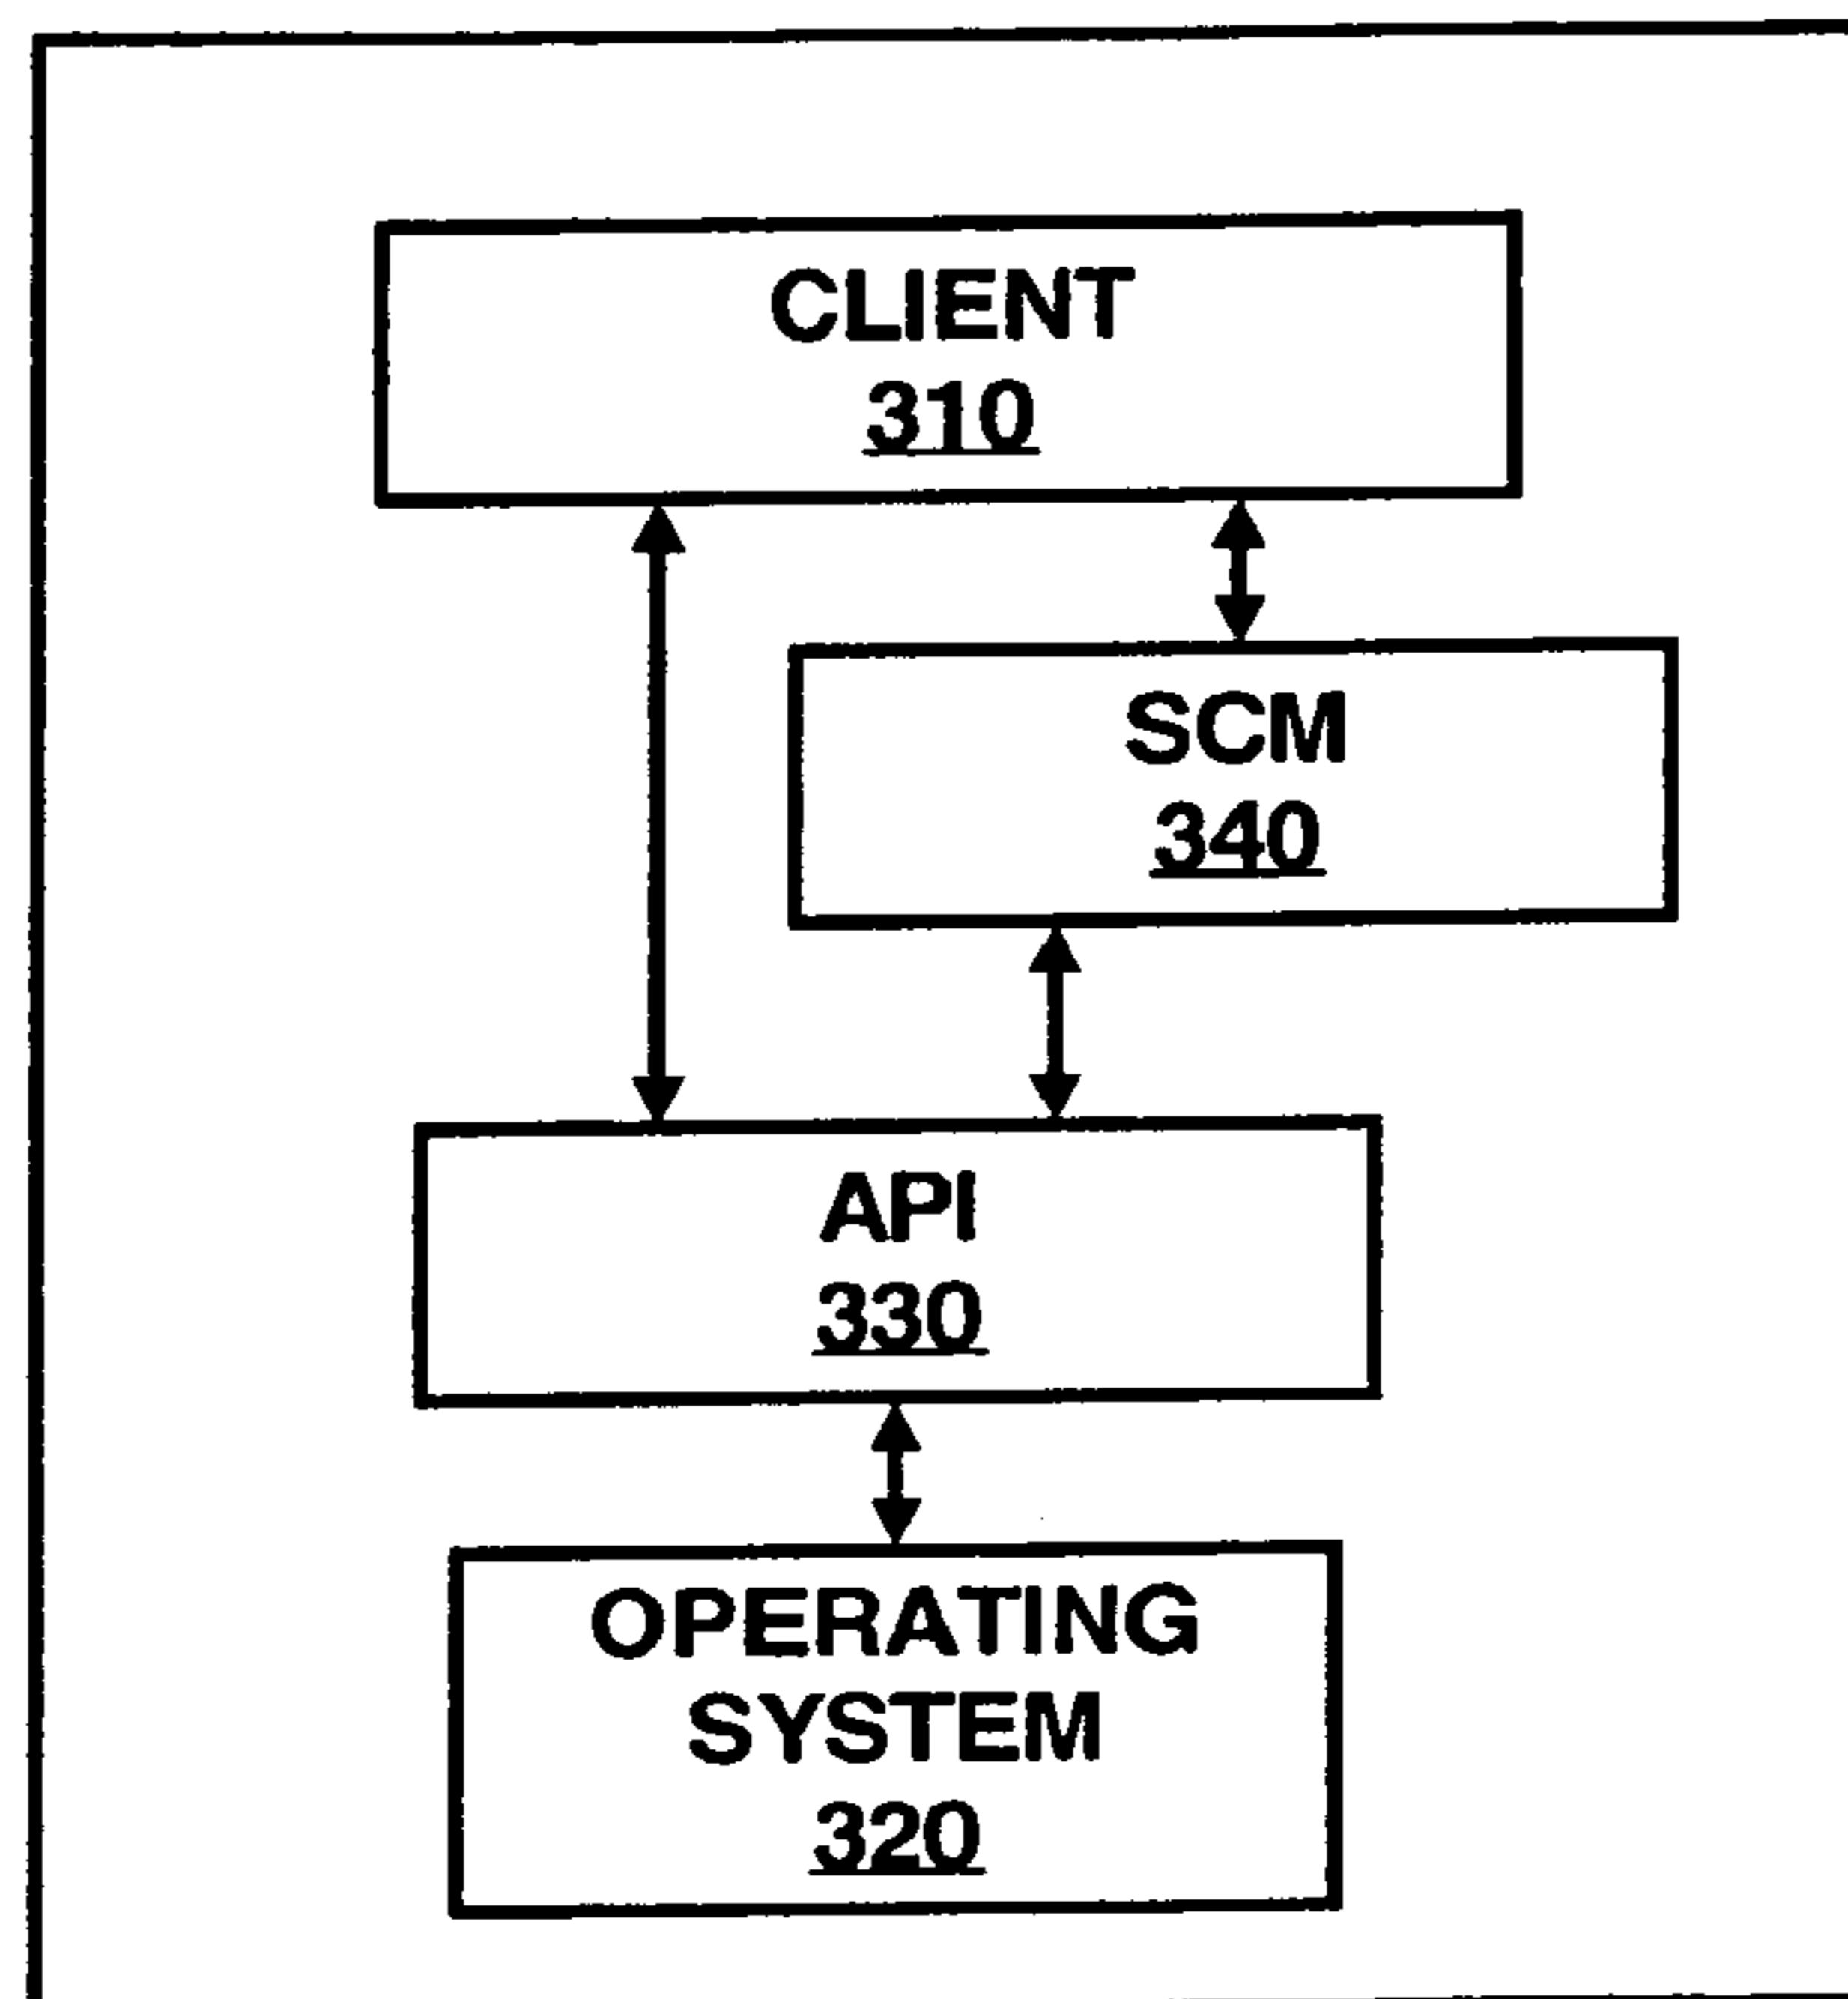 CLIENT
310
SCM
340
API
330
OPERATING
SYSTEM
320